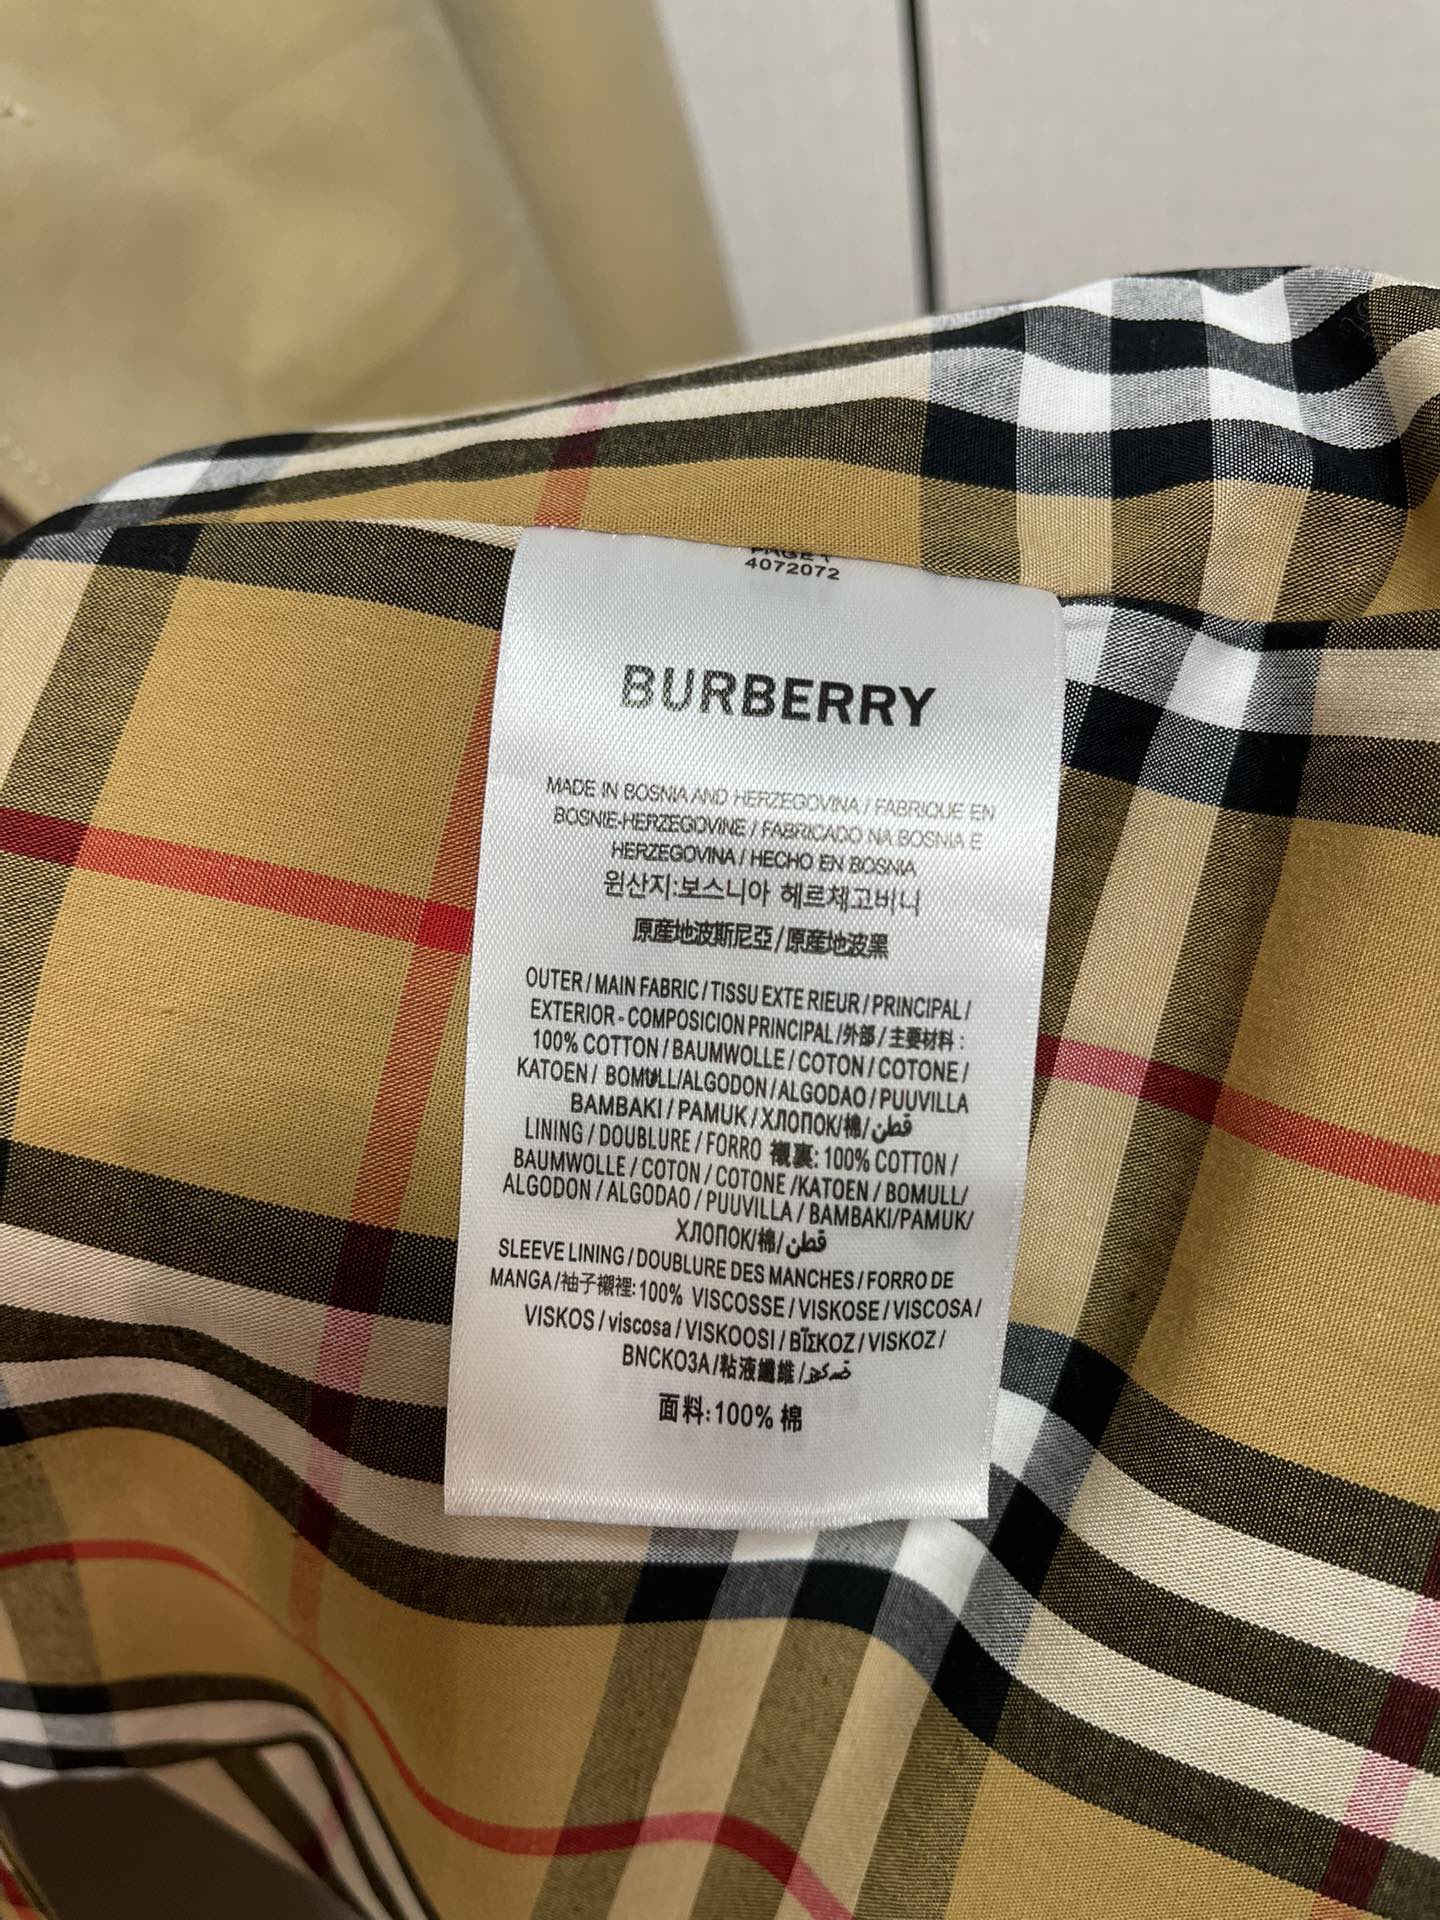 PAGE 1
4072072
BURBERRY
MADE IN BOSNIA AND HERZEGOVINA / FABRIQUE EN
BOSNIE-HERZEGOVINE / FABRICADO NA BOSNIA E
HERZEGOVINA / HECHO EN BOSNIA
원산지:보스니아 헤르체고비니
原産地波斯尼亞/原産地波黑
OUTER / MAIN FABRIC / TISSU EXTE RIEUR / PRINCIPAL /
EXTERIOR - COMPOSICION PRINCIPAL /外部 / 主要材料 :
100% COTTON / BAUMWOLLE / COTON / COTONE /
KATOEN / BOMULL/ALGODON / ALGODAO / PUUVILLA
BAMBAKI / PAMUK / ХЛОПОК/棉/قطن
LINING / DOUBLURE / FORRO 襯裏: 100% COTTON /
BAUMWOLLE / COTON / COTONE /KATOEN / BOMULL/
ALGODON / ALGODAO / PUUVILLA / BAMBAKI/PAMUK/
ХЛОПОК/棉/قطن
SLEEVE LINING / DOUBLURE DES MANCHES / FORRO DE
MANGA /袖子襯裡:100% VISCOSSE / VISKOSE / VISCOSA /
VISKOS / viscosa / VISKOOSI / ΒΪΣΚΟΖ / VISKOZ /
BNCKO3A /粘液纖维 /
面料:100% 棉